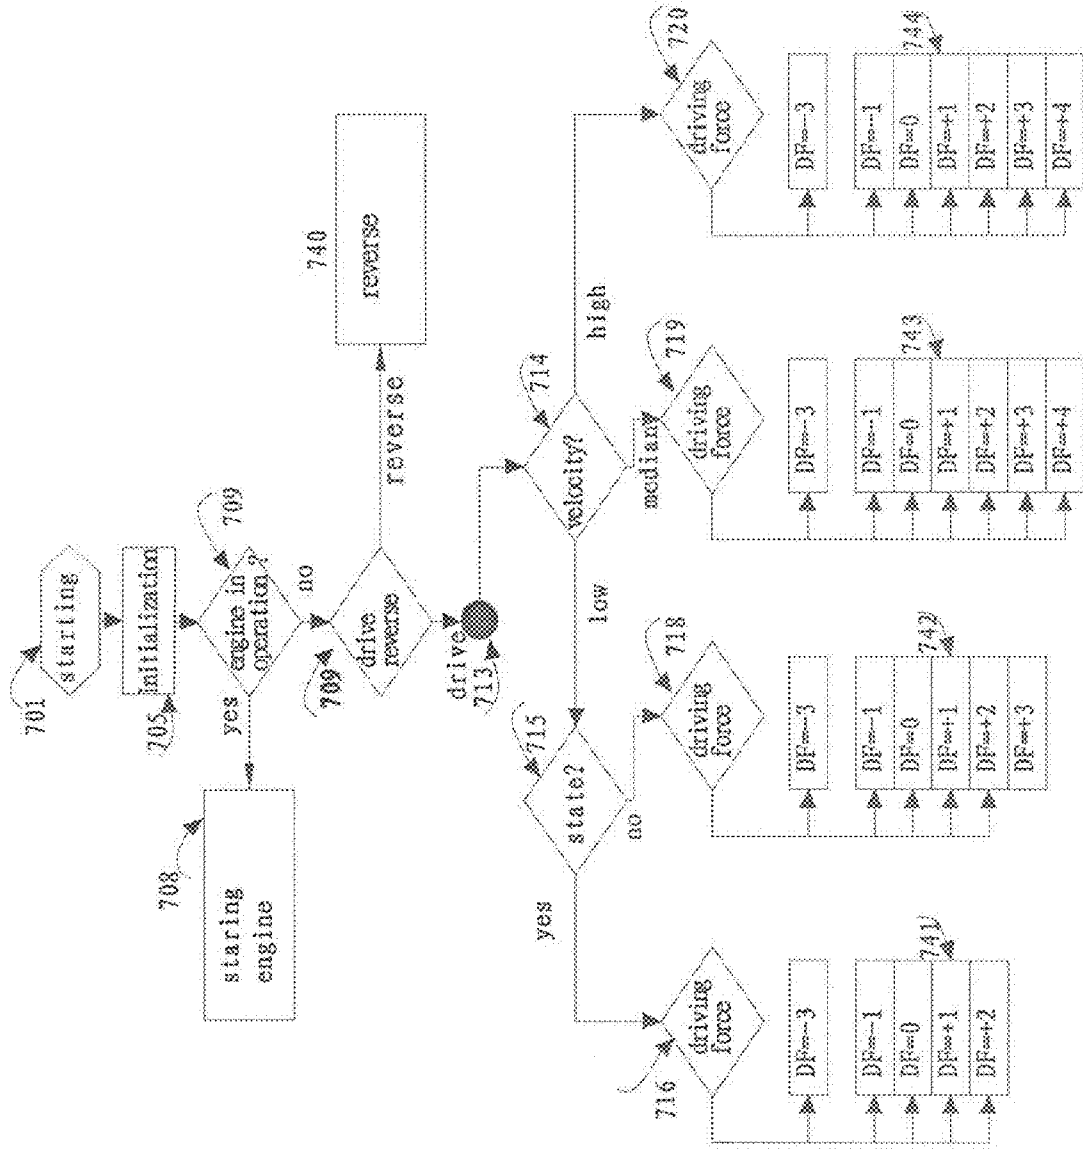 701
starting
705
initialization
709
engine in
operation ?
yes
no
708
staring
engine
709
drive
reverse
reverse
740
reverse
drive
713
714
velocity?
low
median
high
715
state?
yes
no
716
driving
force
718
driving
force
719
driving
force
720
driving
force
DF=-3
741
DF=-1
DF=0
DF=+1
DF=+2
DF=-3
742
DF=-1
DF=0
DF=+1
DF=+2
DF=+3
DF=-3
743
DF=-1
DF=0
DF=+1
DF=+2
DF=+3
DF=+4
DF=-3
744
DF=-1
DF=0
DF=+1
DF=+2
DF=+3
DF=+4